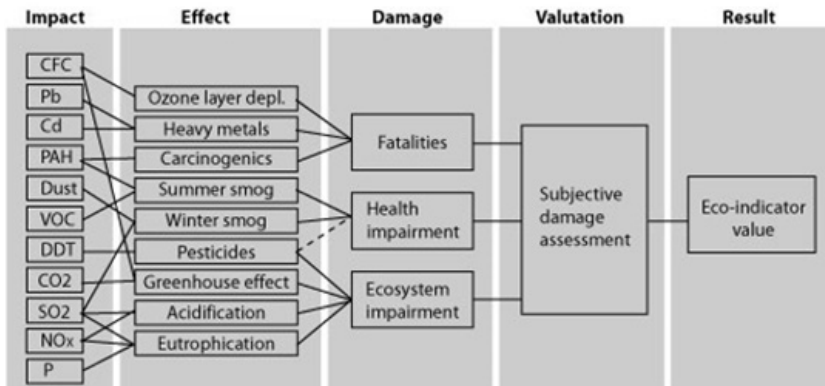 Impact
Effect
Damage
Valutation
Result
CFC
Pb
Cd
PAH
Dust
VOC
DDT
CO2
SO2
NOx
P
Ozone layer depl.
Heavy metals
Carcinogenics
Summer smog
Winter smog
Pesticides
Greenhouse effect
Acidification
Eutrophication
Fatalities
Health
impairment
Ecosystem
impairment
Subjective
damage
assessment
Eco-indicator
value